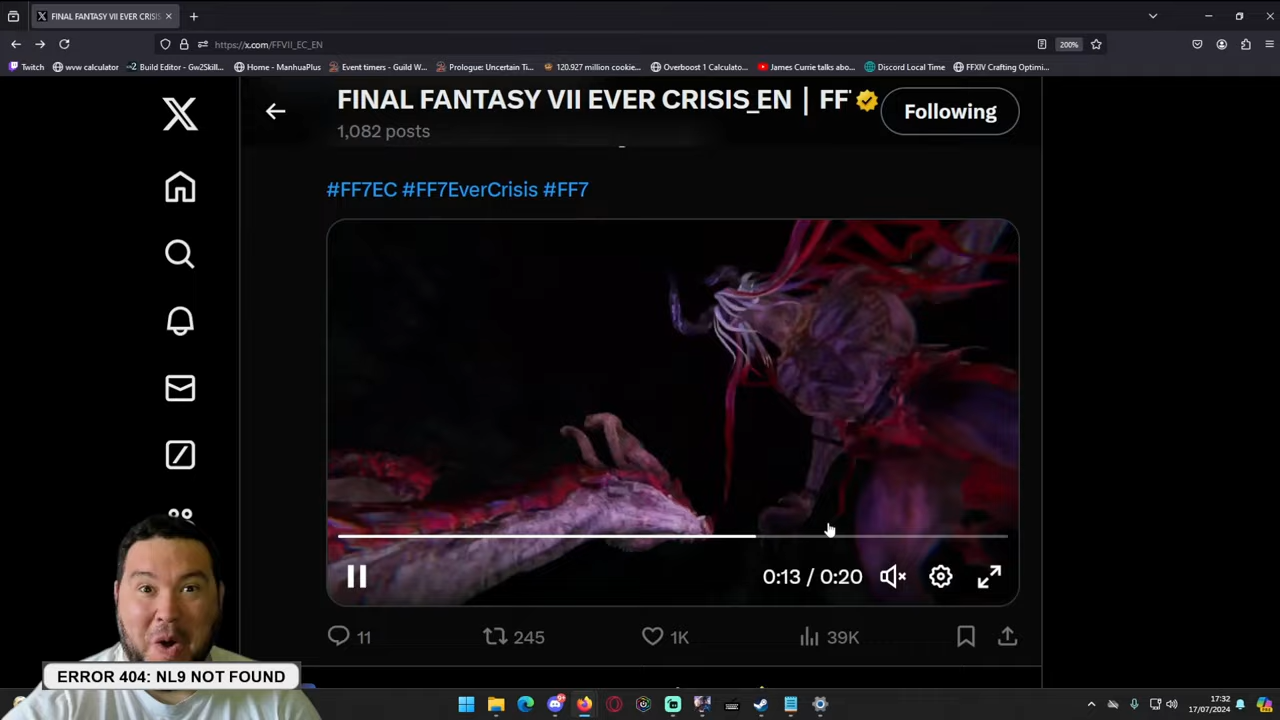 FINAL FANTASY VII EVER CRISIS
https://x.com/FFVII_EC_EN
200%
Twitch
wvw calculator
Build Editor - Gw2Skill...
Home - ManhuaPlus
Event timers - Guild W...
Prologue: Uncertain Ti...
120.927 million cookie...
Overboost 1 Calculato...
James Currie talks abo...
Discord Local Time
FFXIV Crafting Optimi...
FINAL FANTASY VII EVER CRISIS_EN | FF
Following
1,082 posts
#FF7EC #FF7EverCrisis #FF7
0:13 / 0:20
11
245
1K
39K
ERROR 404: NL9 NOT FOUND
17:32
17/07/2024